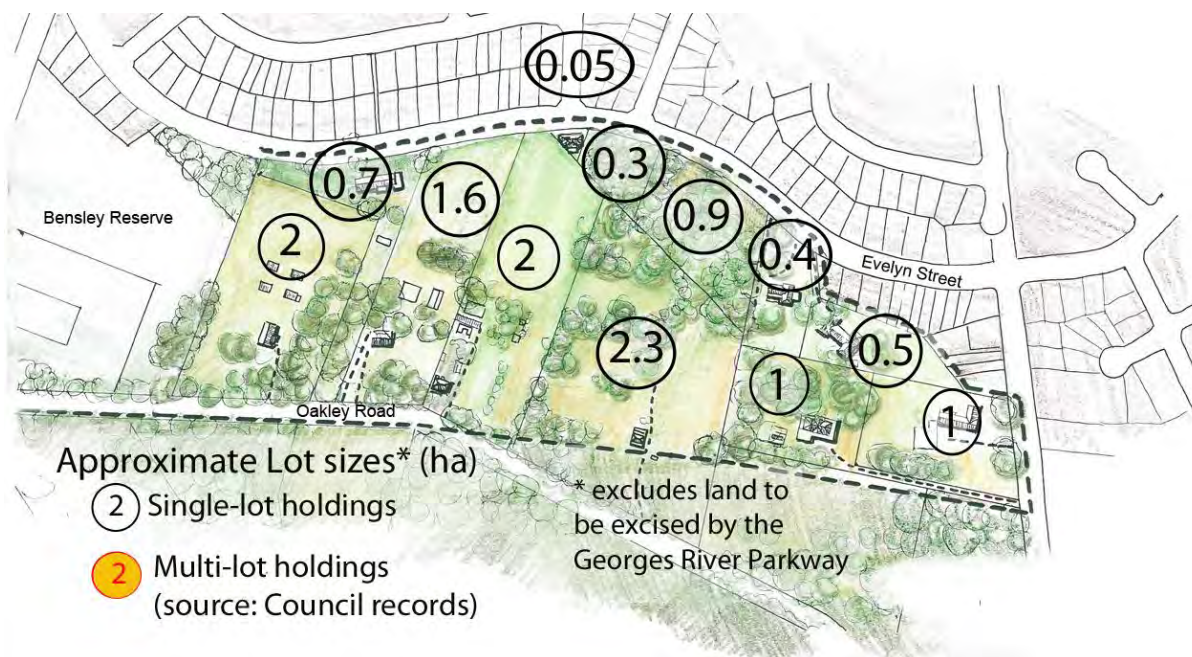 0.05
0.3
0.7
1.6
0.9
Bensley Reserve
2
2
0.4
Evelyn Street
2.3
0.5
1
1
Oakley Road
Approximate Lot sizes* (ha)
2 Single-lot holdings
2 Multi-lot holdings
(source: Council records)
* excludes land to
be excised by the
Georges River Parkway